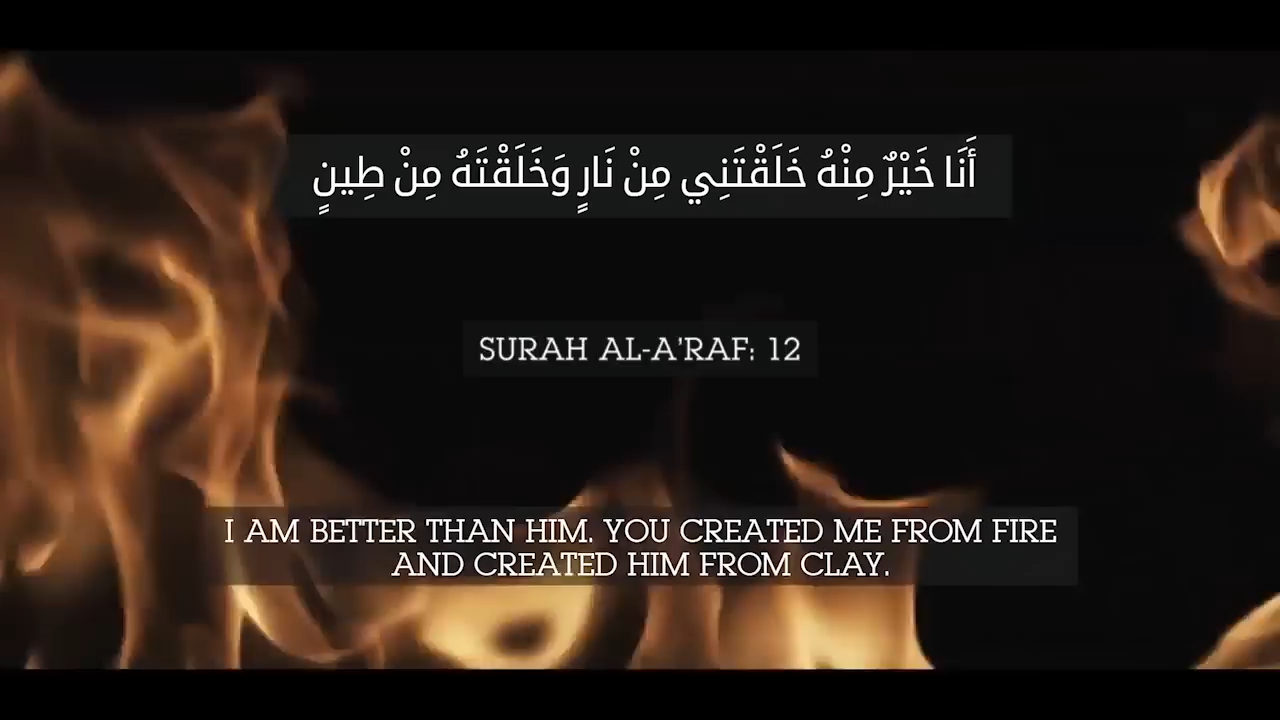 أَنَا خَيْرٌ مِنْهُ خَلَقْتَنِي مِنْ نَارٍ وَخَلَقْتَهُ مِنْ طِينٍ
SURAH AL-A'RAF: 12
I AM BETTER THAN HIM. YOU CREATED ME FROM FIRE
AND CREATED HIM FROM CLAY.